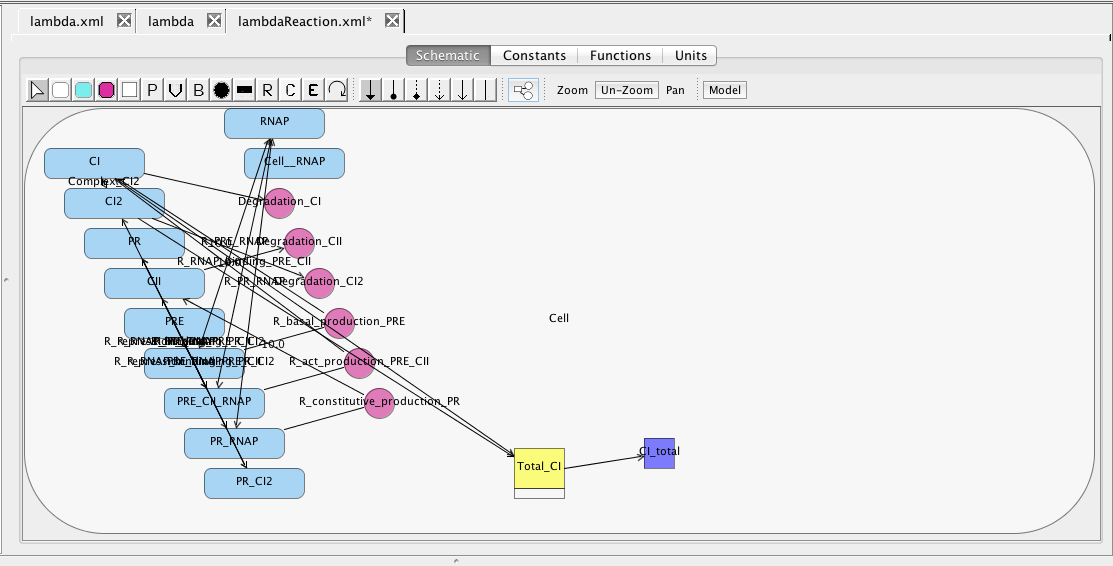 lambda.xml
lambda
lambdaReaction.xml*
Schematic
Constants
Functions
Units
P
V
B
R
C
E
Zoom
Un-Zoom
Pan
Model
RNAP
CI
Cell__RNAP
Complex_CI2
CI2
Degradation_CI
PR
R_PRE_RNAP
Degradation_CII
R_RNAP_binding_PRE_CII
CII
R_PR_RNAP
Degradation_CI2
PRE
R_basal_production_PRE
Cell
10.0
R_act_production_PRE_CII
PRE_CII_RNAP
R_constitutive_production_PR
PR_RNAP
Total_CI
CI_total
PR_CI2